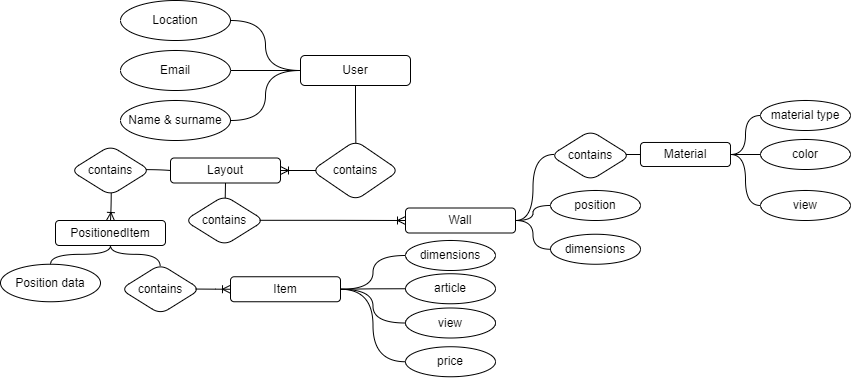 Location
User
Email
Name & surname
material type
Material
contains
color
contains
Layout
contains
view
position
contains
Wall
PositionedItem
dimensions
dimensions
Position data
contains
Item
article
view
price